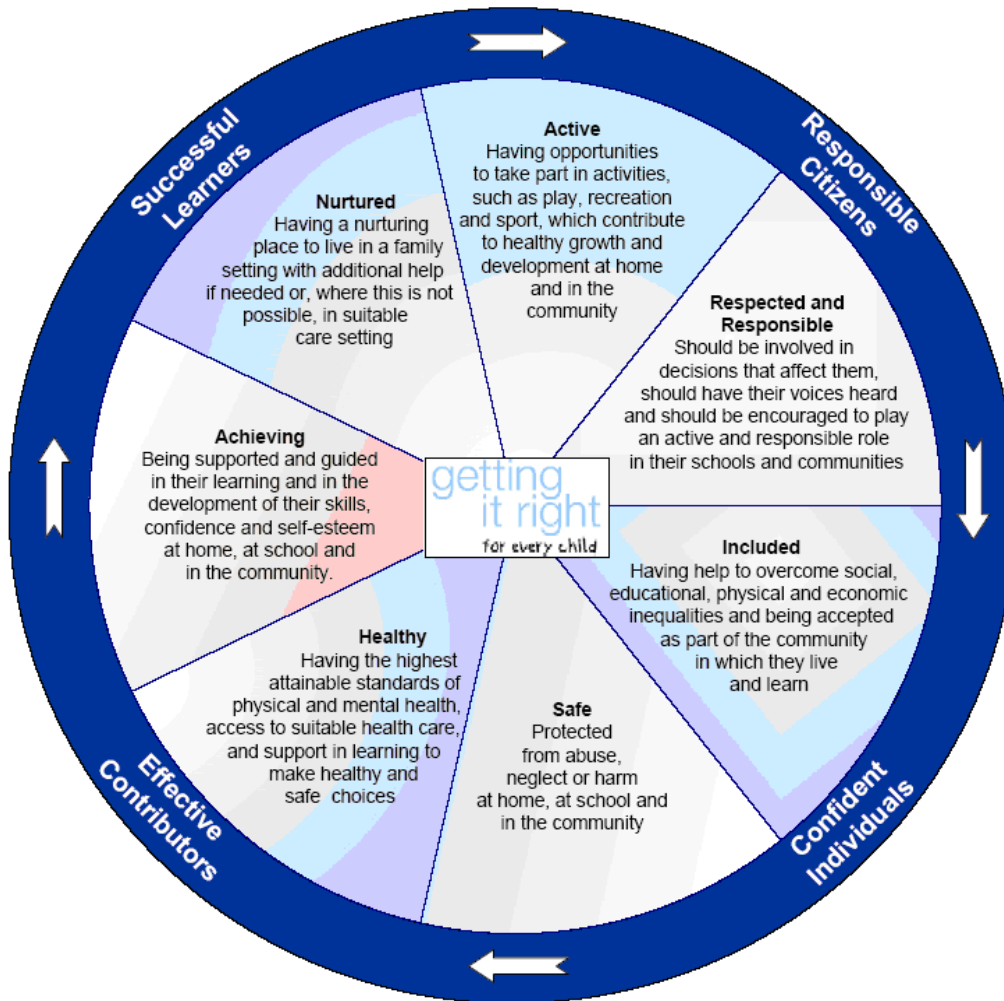 Successful
Learners
Responsible
Citizens
Confident
Individuals
Effective
Contributors
Active
Having opportunities
to take part in activities,
such as play, recreation
and sport, which contribute
to healthy growth and
development at home
and in the
community
Respected and
Responsible
Should be involved in
decisions that affect them,
should have their voices heard
and should be encouraged to play
an active and responsible role
in their schools and communities
Included
Having help to overcome social,
educational, physical and economic
inequalities and being accepted
as part of the community
in which they live
and learn
Safe
Protected
from abuse,
neglect or harm
at home, at school and
in the community
Healthy
Having the highest
attainable standards of
physical and mental health,
access to suitable health care,
and support in learning to
make healthy and
safe choices
Achieving
Being supported and guided
in their learning and in the
development of their skills,
confidence and self-esteem
at home, at school and
in the community.
Nurtured
Having a nurturing
place to live in a family
setting with additional help
if needed or, where this is not
possible, in suitable
care setting
getting
it right
for every child